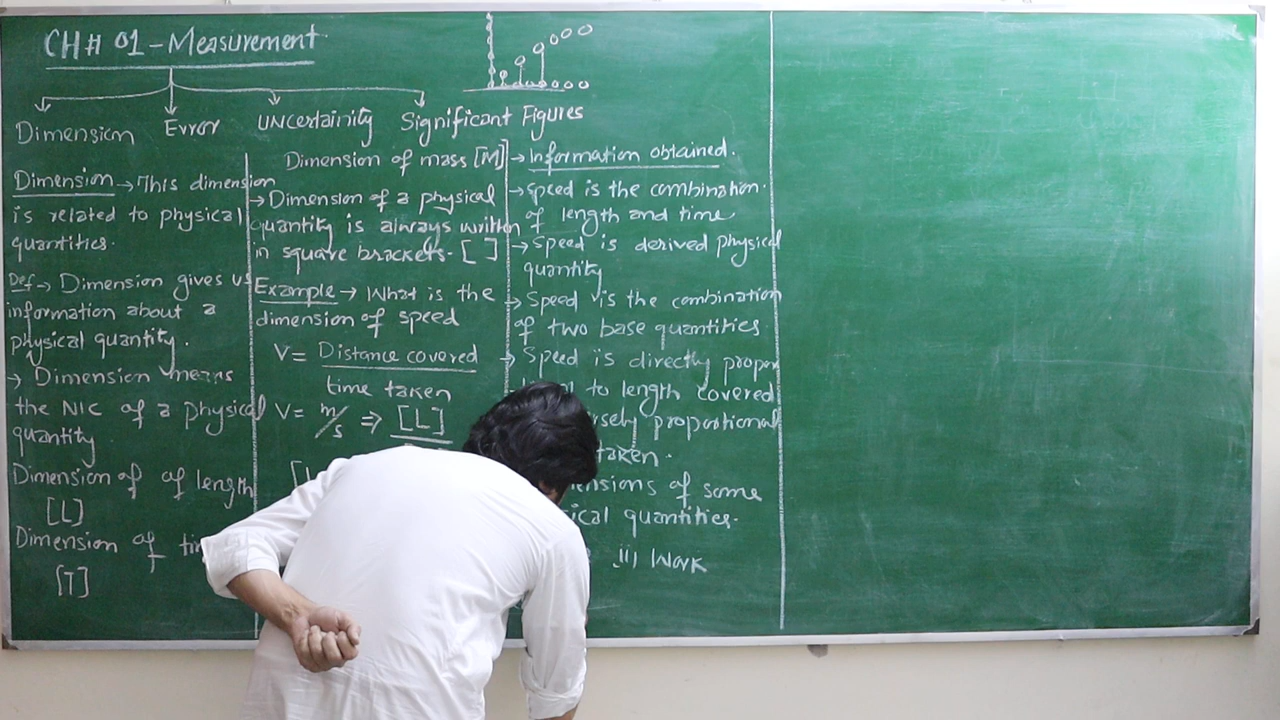 CH# 01 - Measurement
Dimension Error Uncertainity Significant Figures
Dimension → This dimension
is related to physical
quantities.
Def → Dimension gives us
information about a
physical quantity.
→ Dimension means
the NIC of a physical
quantity
Dimension of of length
[L]
Dimension of
[T]
Dimension of mass [M]
→ Dimension of a physical
quantity is always written
in square brackets. [ ]
Example → What is the
dimension of speed
V = Distance covered
time taken
V = m/s ⇒ [L]
→ Information obtained.
→ Speed is the combination
of length and time
→ Speed is derived physical
quantity
→ Speed is the combination
of two base quantities
→ Speed is directly propor
to length covered
proportional
taken.
of some
quantities.
ii) Work